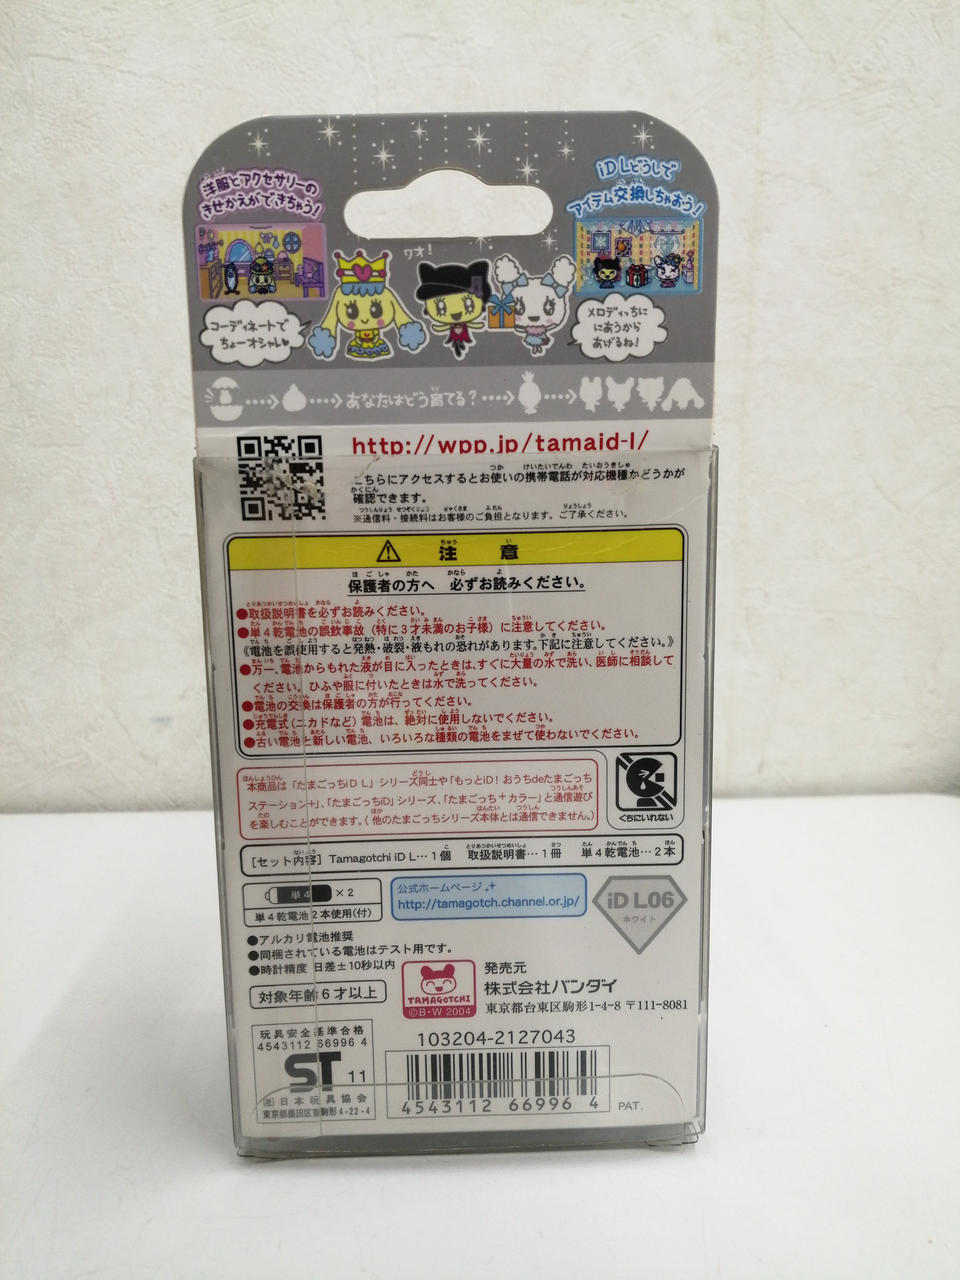 洋服とアクセサリーの
きせかえができちゃう!
iD Lどうしで
アイテム交換しちゃおう!
ワオ!
コーディネートで
ちょーオシャレ♥
メロディっちに
にあうから
あげるね!
あなたはどう育てる?
http://wpp.jp/tamaid-l/
こちらにアクセスするとお使いの携帯電話が対応機種かどうかが
確認できます。
※通信料・接続料はお客様のご負担となります。ご了承ください。
注意
保護者の方へ 必ずお読みください。
●取扱説明書を必ずお読みください。
●単4乾電池の誤飲事故(特に3才未満のお子様)に注意してください。
《電池を誤使用すると発熱・破裂・液もれの恐れがあります。下記に注意してください。》
●万一、電池からもれた液が目に入ったときは、すぐに大量の水で洗い、医師に相談して
ください。ひふや服に付いたときは水で洗ってください。
●電池の交換は保護者の方が行ってください。
●充電式(ニカドなど)電池は、絶対に使用しないでください。
●古い電池と新しい電池、いろいろな種類の電池をまぜて使わないでください。
本商品は「たまごっちiD L」シリーズ同士や「もっとiD!おうちdeたまごっち
ステーション+」、「たまごっちiD」シリーズ、「たまごっち+カラー」と通信遊び
を楽しむことができます。(他のたまごっちシリーズ本体とは通信できません。)
くちにいれない
[セット内容] Tamagotchi iD L…1個 取扱説明書…1冊 単4乾電池…2本
単4 ×2
単4乾電池2本使用(付)
公式ホームページ
http://tamagotch.channel.or.jp/
iD L06
ホワイト
●アルカリ電池推奨
●同梱されている電池はテスト用です。
●時計精度 日差±10秒以内
対象年齢6才以上
TAMAGOTCHI
©B・W 2004
発売元
株式会社バンダイ
東京都台東区駒形1-4-8 〒111-8081
玩具安全基準合格
4543112 66996 4
ST 11
(社)日本玩具協会
東京都墨田区東駒形4-22-4
103204-2127043
4543112 66996 4
PAT.